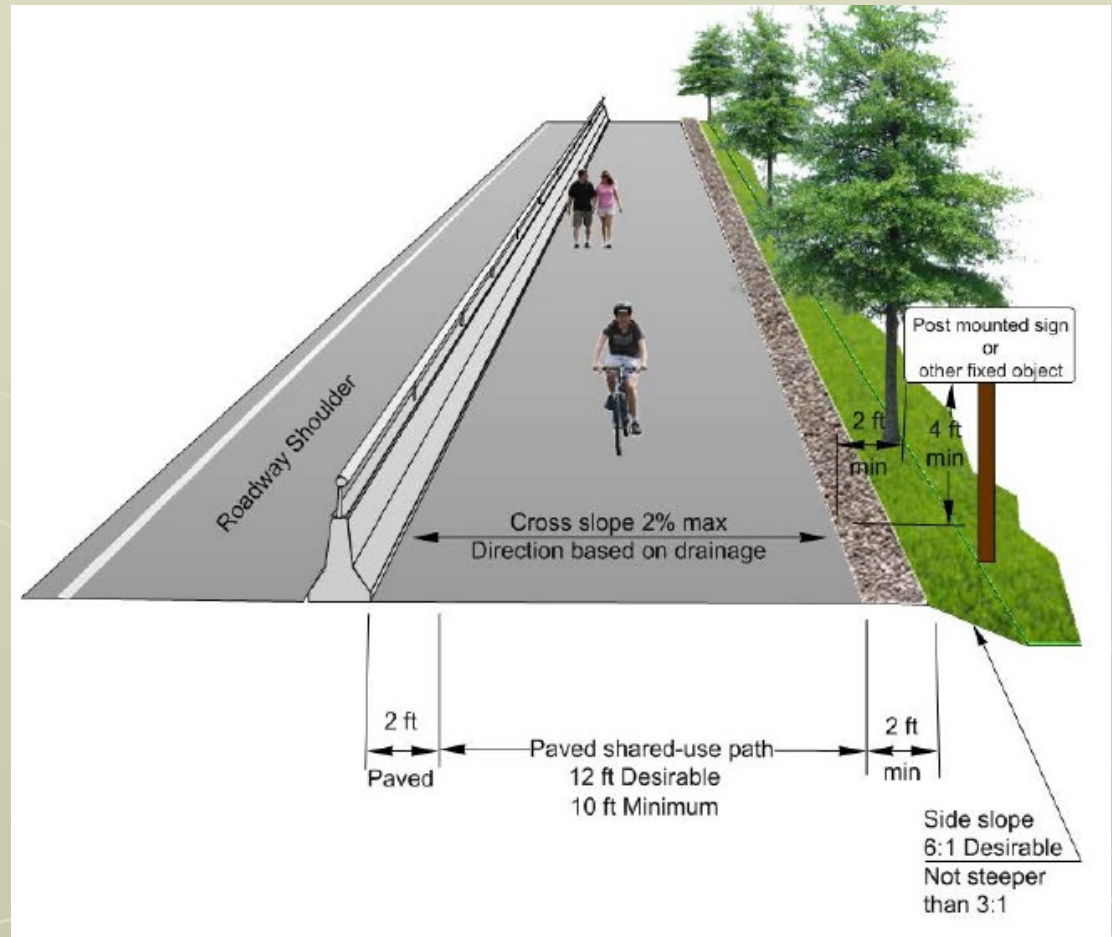 Post mounted sign
or
other fixed object
2 ft
min
4 ft
min
Roadway Shoulder
Cross slope 2% max
Direction based on drainage
2 ft
Paved
Paved shared-use path
12 ft Desirable
10 ft Minimum
2 ft
min
Side slope
6:1 Desirable
Not steeper
than 3:1